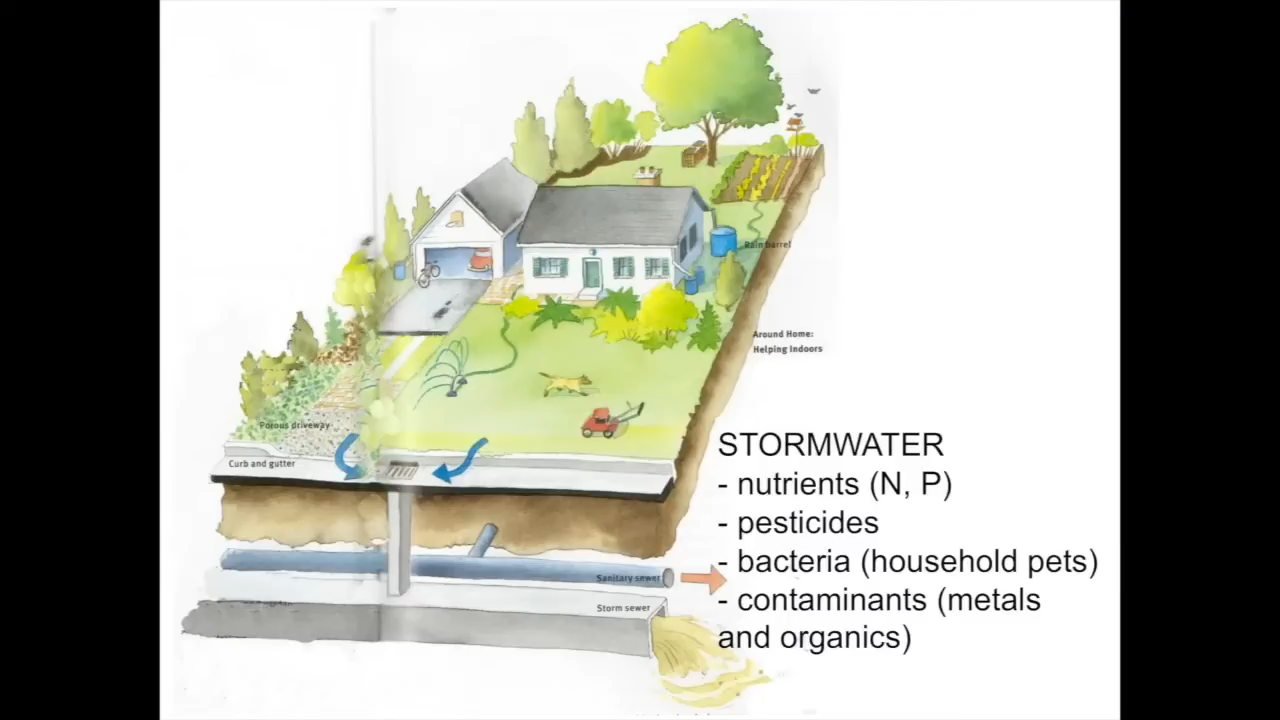 Rain barrel
Around Home:
Helping Indoors
Porous driveway
Curb and gutter
STORMWATER
- nutrients (N, P)
- pesticides
- bacteria (household pets)
- contaminants (metals
and organics)
Sanitary sewer
Storm sewer